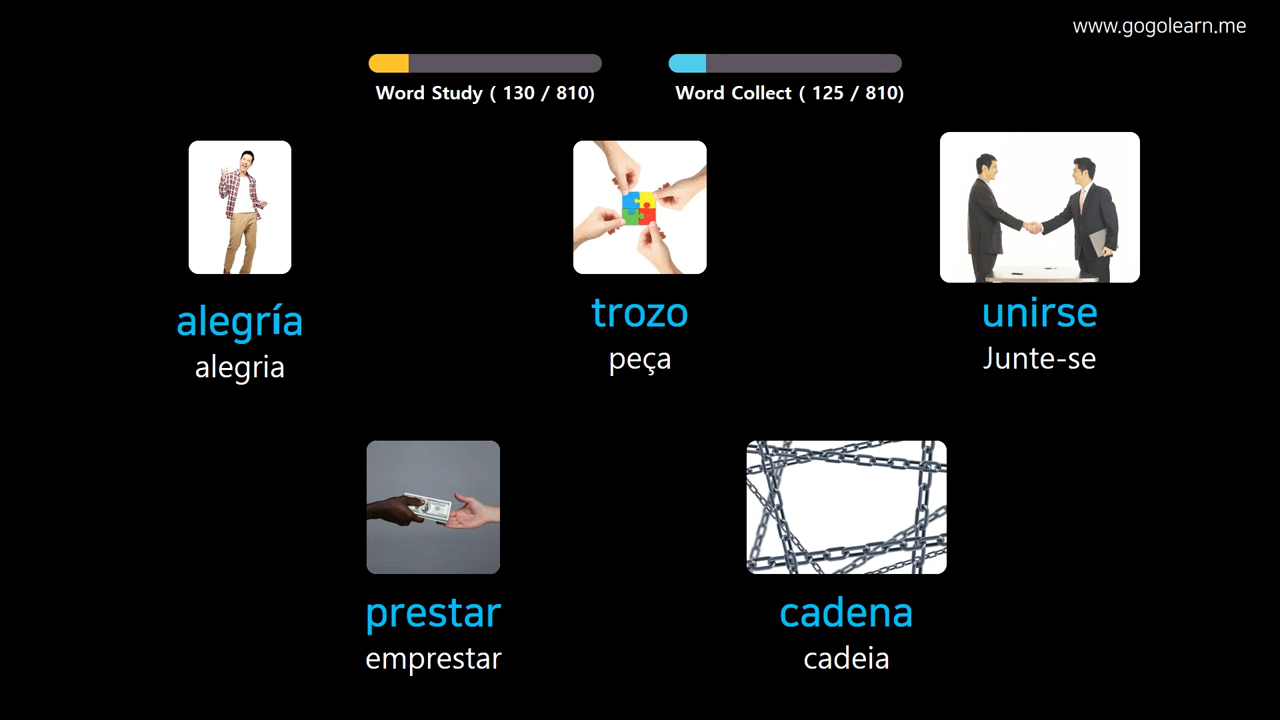 www.gogolearn.me
Word Study ( 130 / 810)
Word Collect ( 125 / 810)
alegría
alegria
trozo
peça
unirse
Junte-se
prestar
emprestar
cadena
cadeia